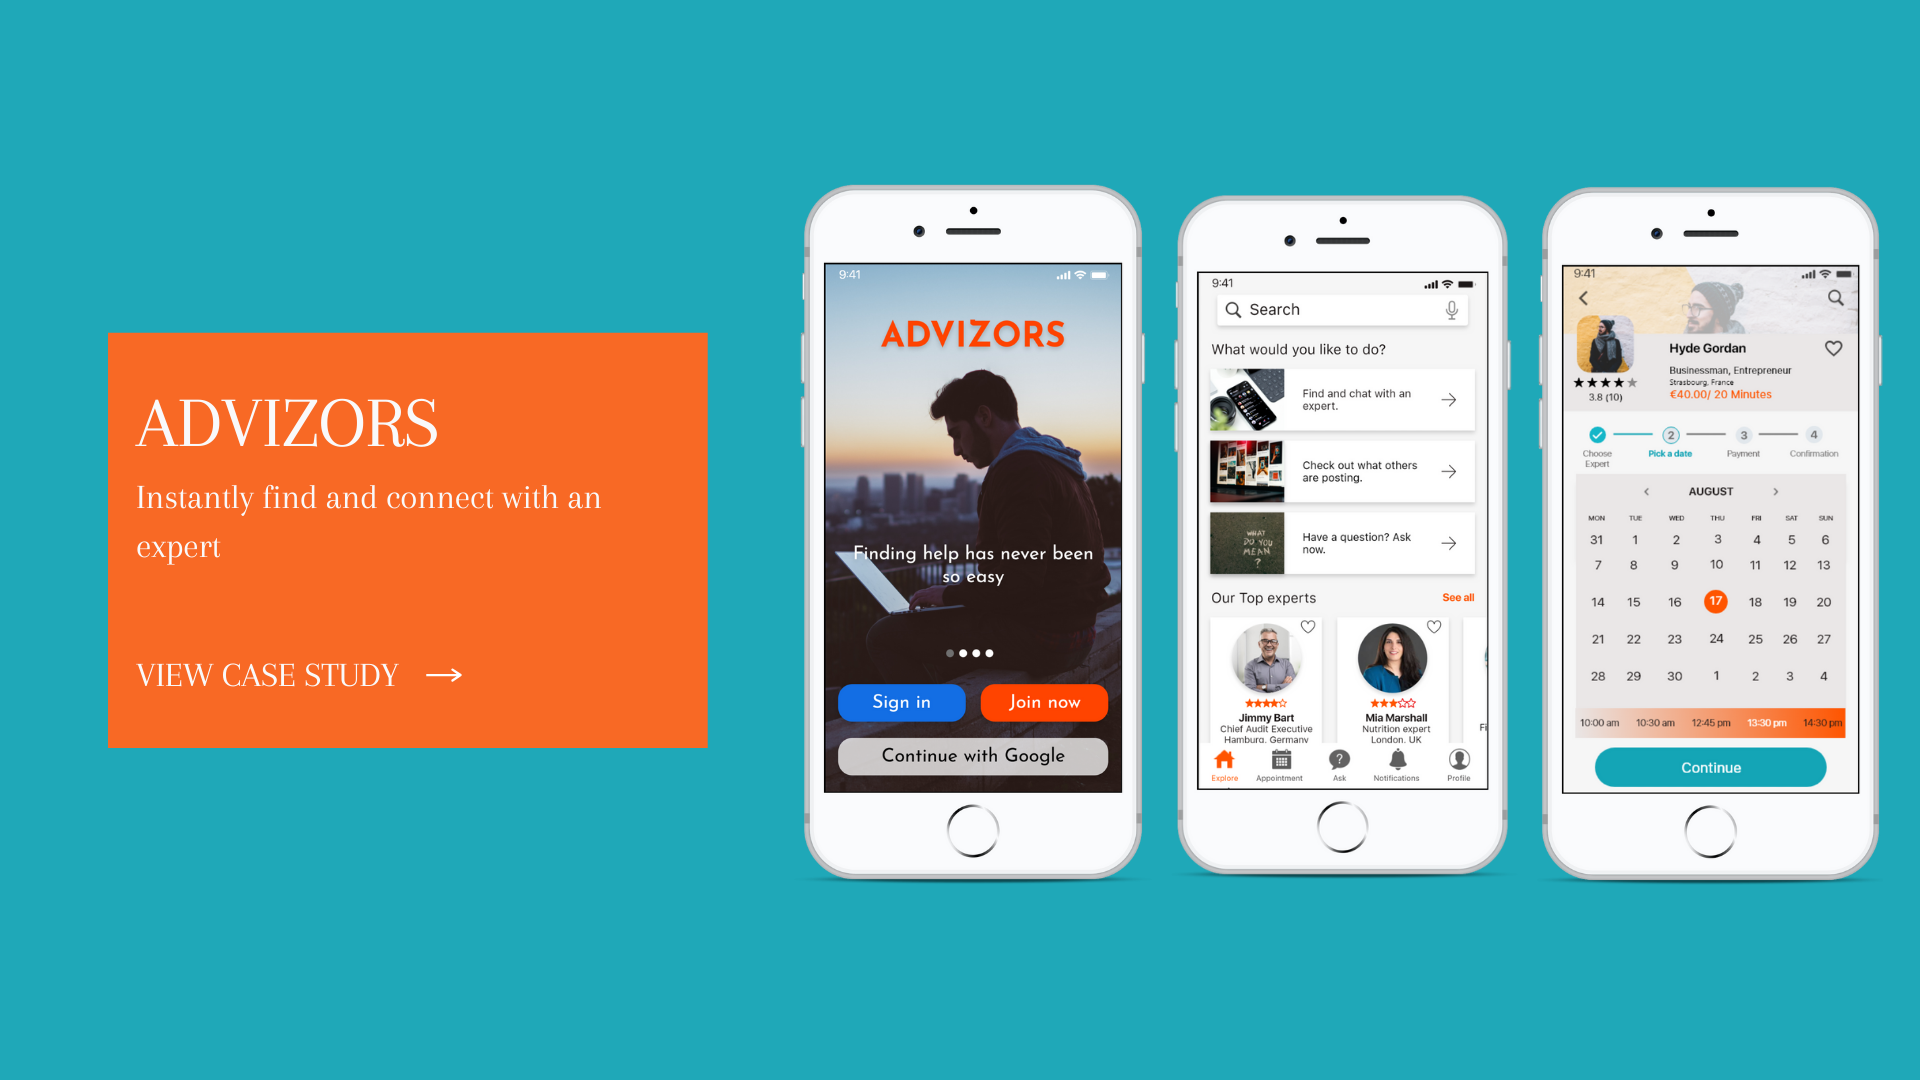 ADVIZORS
Instantly find and connect with an
expert
VIEW CASE STUDY
9:41
ADVIZORS
Finding help has never been
so easy
Sign in
Join now
Continue with Google
9:41
Search
What would you like to do?
Find and chat with an
expert.
Check out what others
are posting.
WHAT
DO YOU
MEAN
?
Have a question? Ask
now.
Our Top experts
See all
Jimmy Bart
Chief Audit Executive
Hamburg, Germany
Mia Marshall
Nutrition expert
London, UK
Fi
Explore
Appointment
Ask
Notifications
Profile
9:41
Hyde Gordan
Businessman, Entrepreneur
Strasbourg, France
€40.00/ 20 Minutes
3.8 (10)
2 3 4
Choose
Expert
Pick a date
Payment
Confirmation
AUGUST
MON TUE WED THU FRI SAT SUN
31 1 2 3 4 5 6
7 8 9 10 11 12 13
14 15 16 17 18 19 20
21 22 23 24 25 26 27
28 29 30 1 2 3 4
10:00 am 10:30 am 12:45 pm 13:30 pm 14:30 pm
Continue